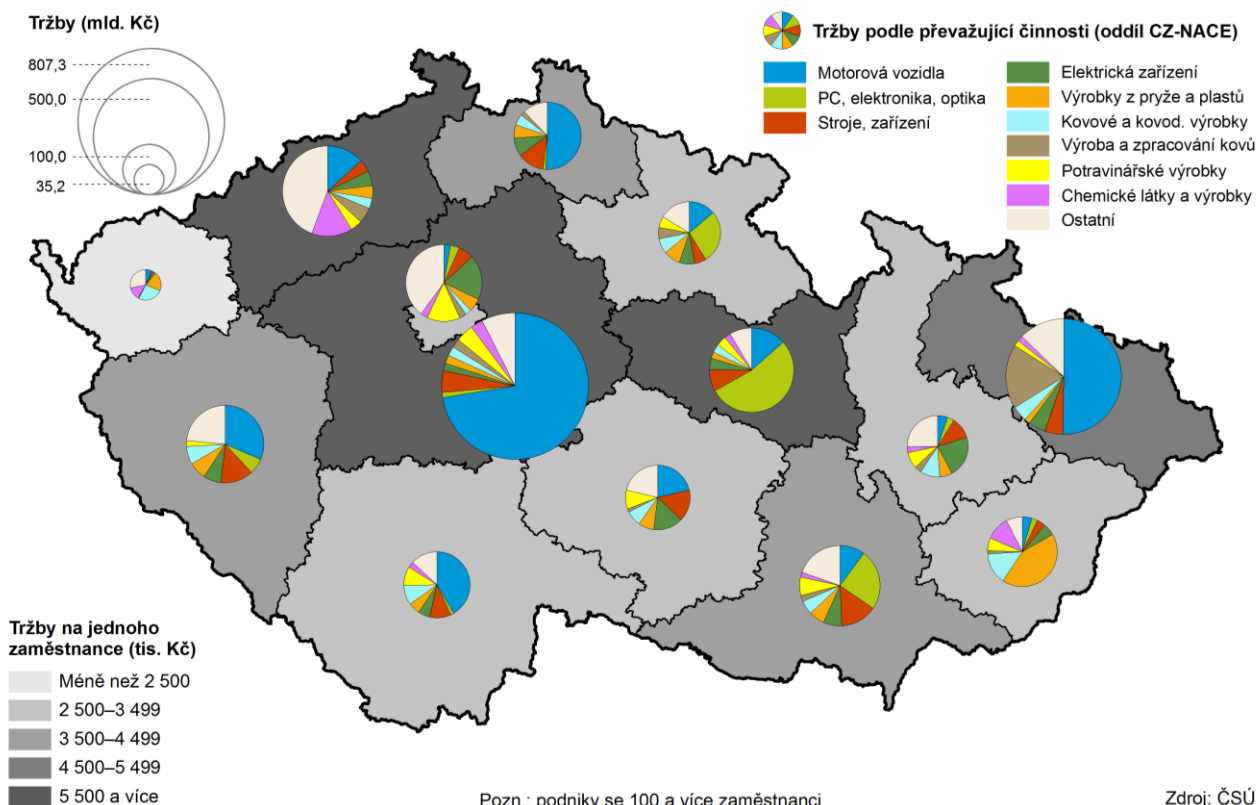 Tržby (mld. Kč)
807,3
500,0
100,0
35,2
Tržby podle převažující činnosti (oddíl CZ-NACE)
Motorová vozidla
PC, elektronika, optika
Stroje, zařízení
Elektrická zařízení
Výrobky z pryže a plastů
Kovové a kovod. výrobky
Výroba a zpracování kovů
Potravinářské výrobky
Chemické látky a výrobky
Ostatní
Tržby na jednoho
zaměstnance (tis. Kč)
Méně než 2 500
2 500–3 499
3 500–4 499
4 500–5 499
5 500 a více
Pozn.: podniky se 100 a více zaměstnanci
Zdroj: ČSÚ